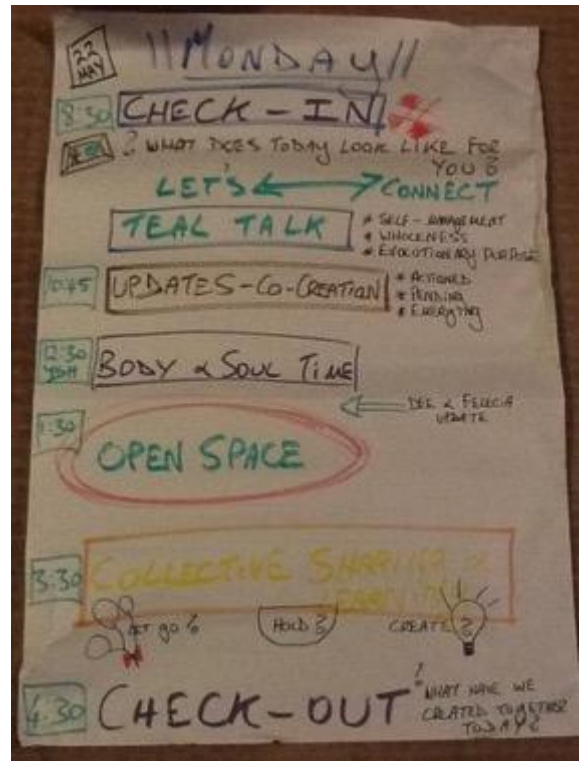 22 MAY
||MONDAY||
8:30 CHECK-IN
? WHAT DOES TODAY LOOK LIKE FOR YOU?
LET'S CONNECT
TEAL TALK
* SELF-MANAGEMENT
* WHOLENESS
* EVOLUTIONARY PURPOSE
10:45 UPDATES-CO-CREATION
* ACTIONED
* PENDING
* EVERYTHING
12:30 BODY & SOUL TIME
DEE & FELICIA UPDATE
1:30
OPEN SPACE
3:30 COLLECTIVE SHARING &
LEARNING
LET GO?
HOLD?
CREATE?
4.30 CHECK-OUT
WHAT HAVE WE
CREATED TOGETHER
TODAY?